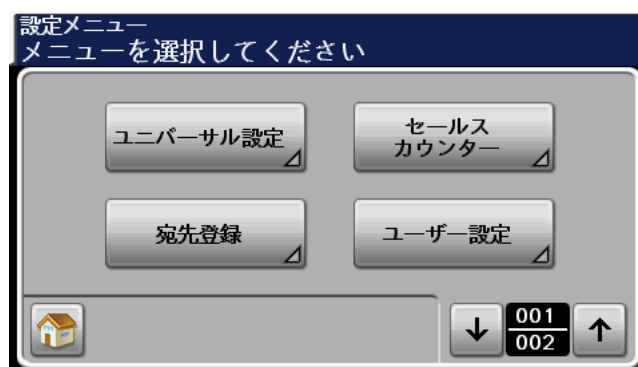 設定メニュー
メニューを選択してください
ユニバーサル設定
セールス
カウンター
宛先登録
ユーザー設定
001
002